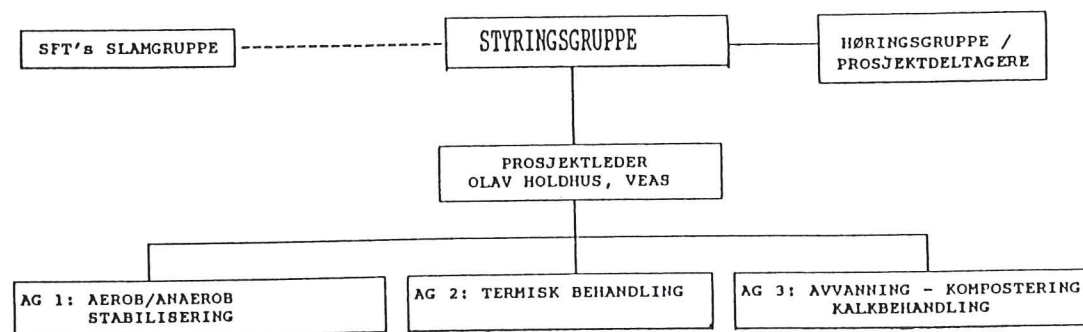 SFT's SLAMGRUPPE
STYRINGSGRUPPE
HØRINGSGRUPPE /
PROSJEKTDELTAGERE
PROSJEKTLEDER
OLAV HOLDHUS, VEAS
AG 1: AEROB/ANAEROB
STABILISERING
AG 2: TERMISK BEHANDLING
AG 3: AVVANNING - KOMPOSTERING
KALKBEHANDLING